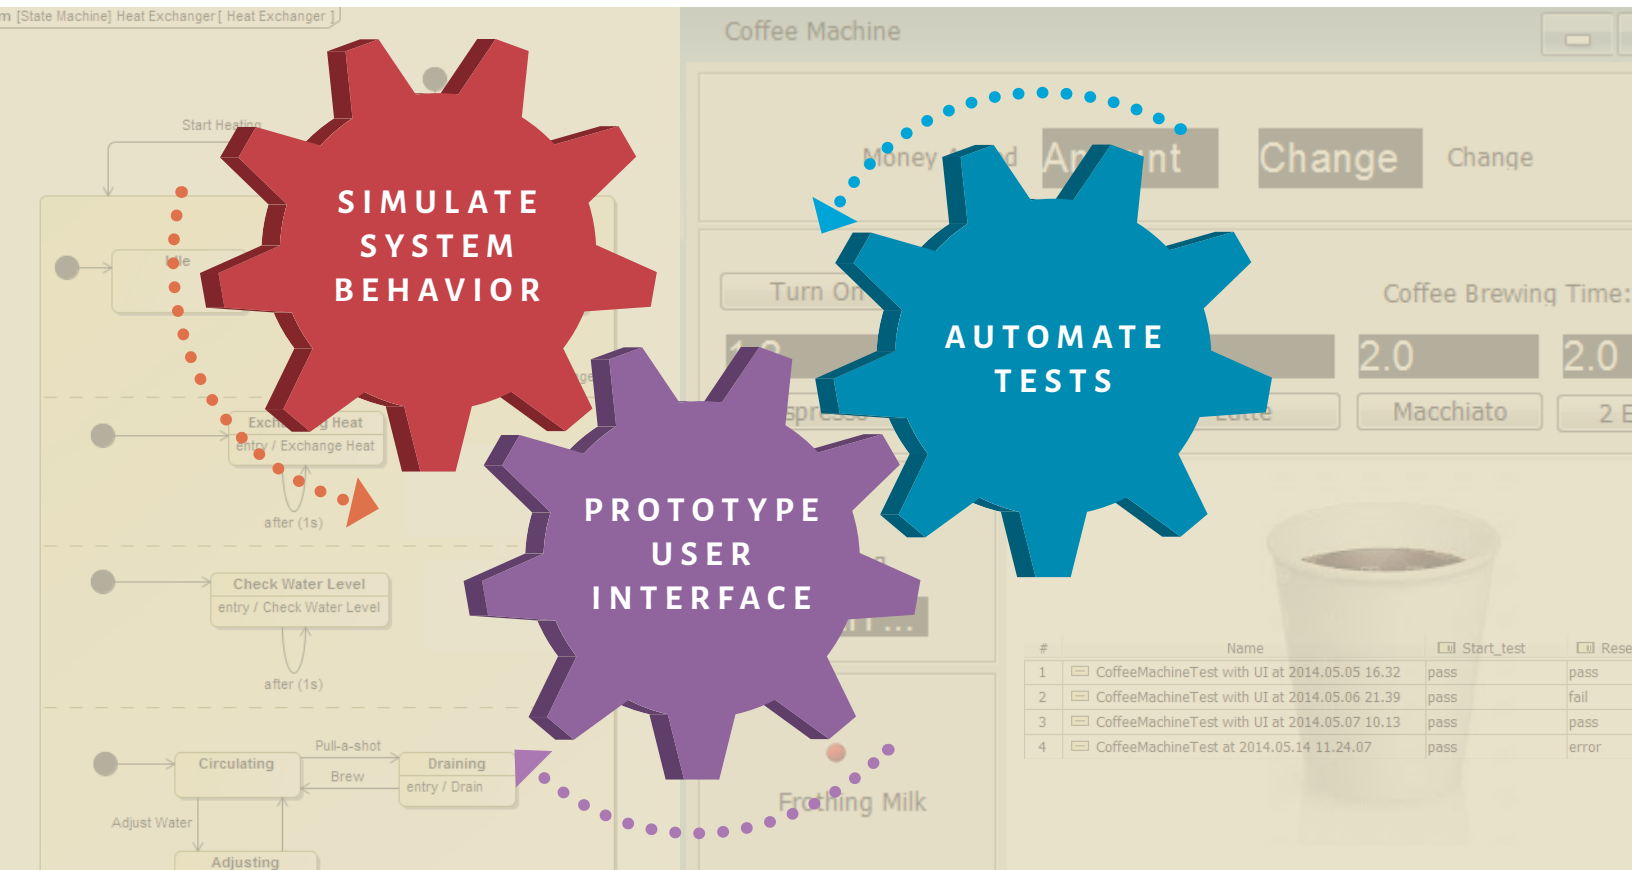 m [State Machine] Heat Exchanger [ Heat Exchanger ]
Start Heating
Idle
SIMULATE
SYSTEM
BEHAVIOR
Heat
entry / Exchange Heat
after (1s)
Check Water Level
entry / Check Water Level
after (1s)
Circulating
Pull-a-shot
Brew
Draining
entry / Drain
Adjust Water
Adjusting
PROTOTYPE
USER
INTERFACE
Coffee Machine
Money
Change
Change
Turn On
Coffee Brewing Time:
AUTOMATE
TESTS
2.0
2.0
Macchiato
2 E
Frothing Milk
# Name Start_test Rese
1 CoffeeMachineTest with UI at 2014.05.05 16.32 pass pass
2 CoffeeMachineTest with UI at 2014.05.06 21.39 pass fail
3 CoffeeMachineTest with UI at 2014.05.07 10.13 pass pass
4 CoffeeMachineTest at 2014.05.14 11.24.07 pass error